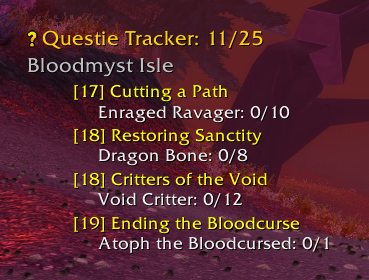 ? Questie Tracker: 11/25
Bloodmyst Isle
[17] Cutting a Path
Enraged Ravager: 0/10
[18] Restoring Sanctity
Dragon Bone: 0/8
[18] Critters of the Void
Void Critter: 0/12
[19] Ending the Bloodcurse
Atoph the Bloodcursed: 0/1